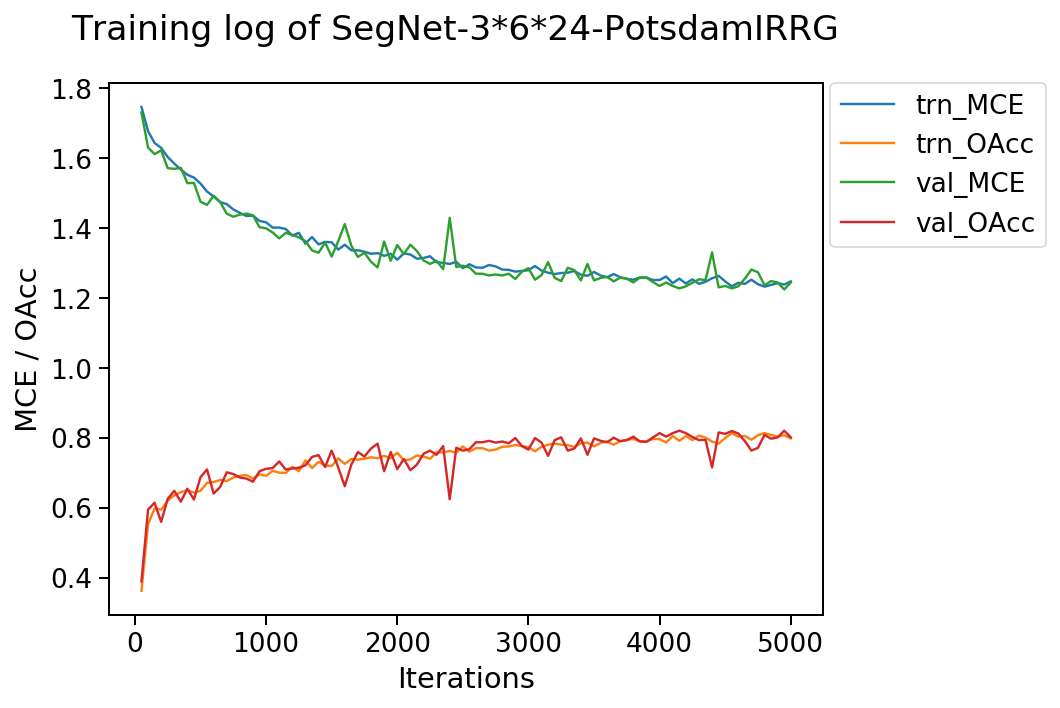 Training log of SegNet-3*6*24-PotsdamIRRG
trn_MCE
trn_OAcc
val_MCE
val_OAcc
MCE / OAcc
1.8
1.6
1.4
1.2
1.0
0.8
0.6
0.4
0 1000 2000 3000 4000 5000
Iterations